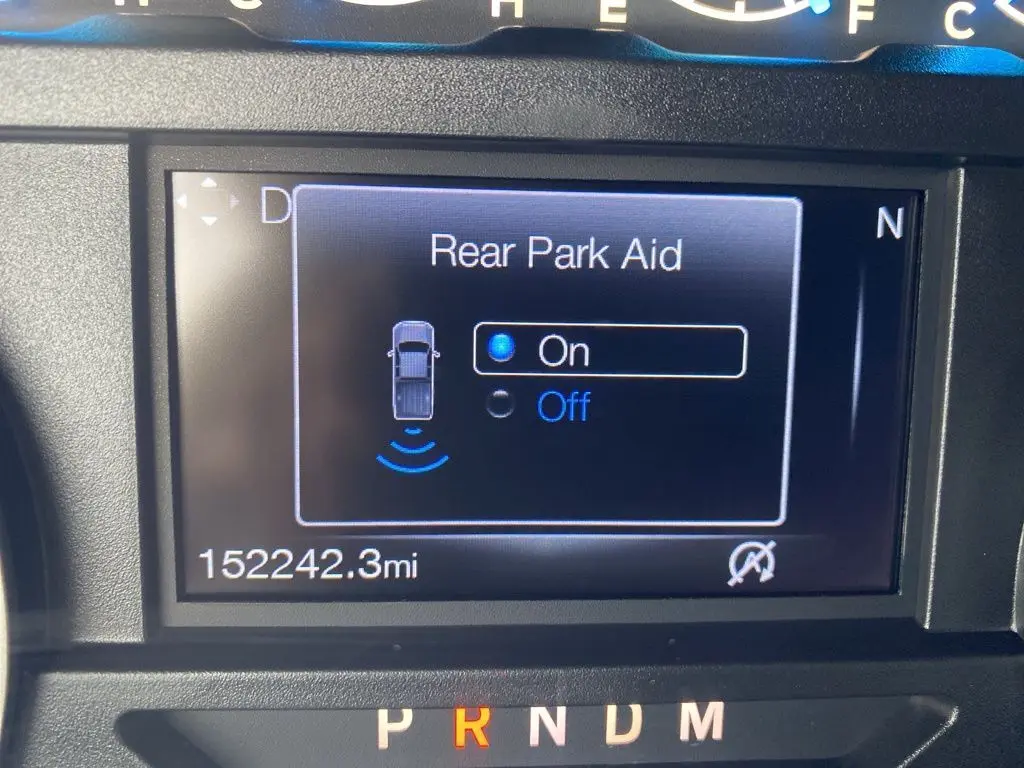 H C H E F C
D N
Rear Park Aid
On
Off
152242.3mi
P R N D M